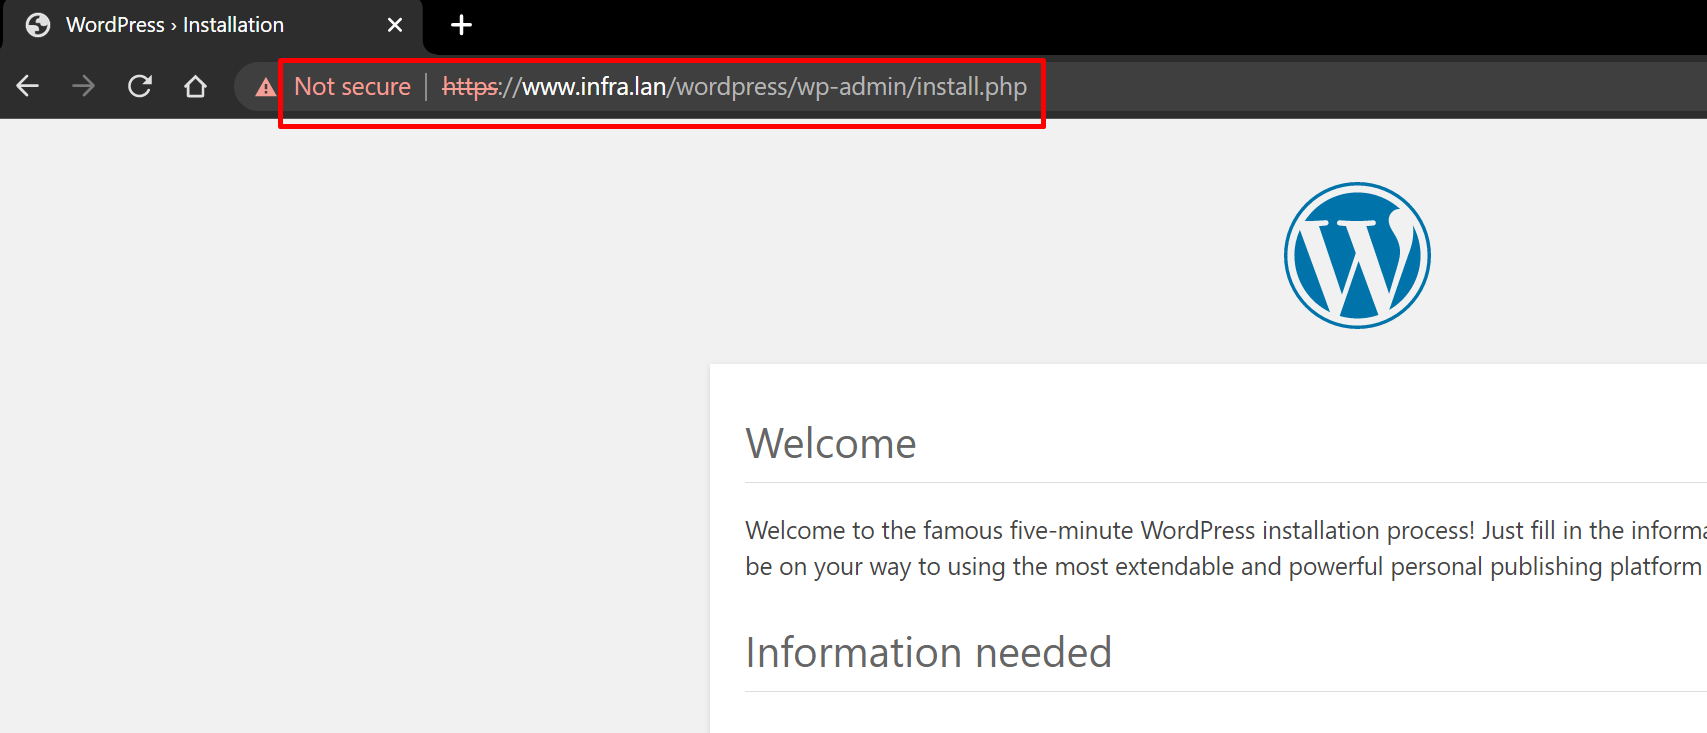 WordPress › Installation
Not secure | https://www.infra.lan/wordpress/wp-admin/install.php
Welcome
Welcome to the famous five-minute WordPress installation process! Just fill in the
be on your way to using the most extendable and powerful personal publishing platform
Information needed